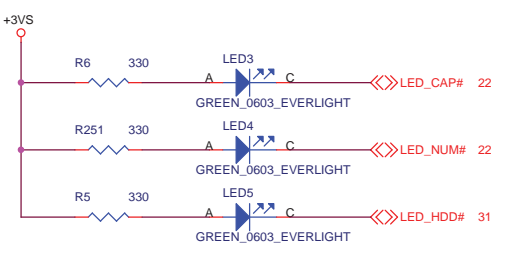 +3VS
R6 330 LED3
A C LED_CAP# 22
GREEN_0603_EVERLIGHT
R251 330 LED4
A C LED_NUM# 22
GREEN_0603_EVERLIGHT
R5 330 LED5
A C LED_HDD# 31
GREEN_0603_EVERLIGHT